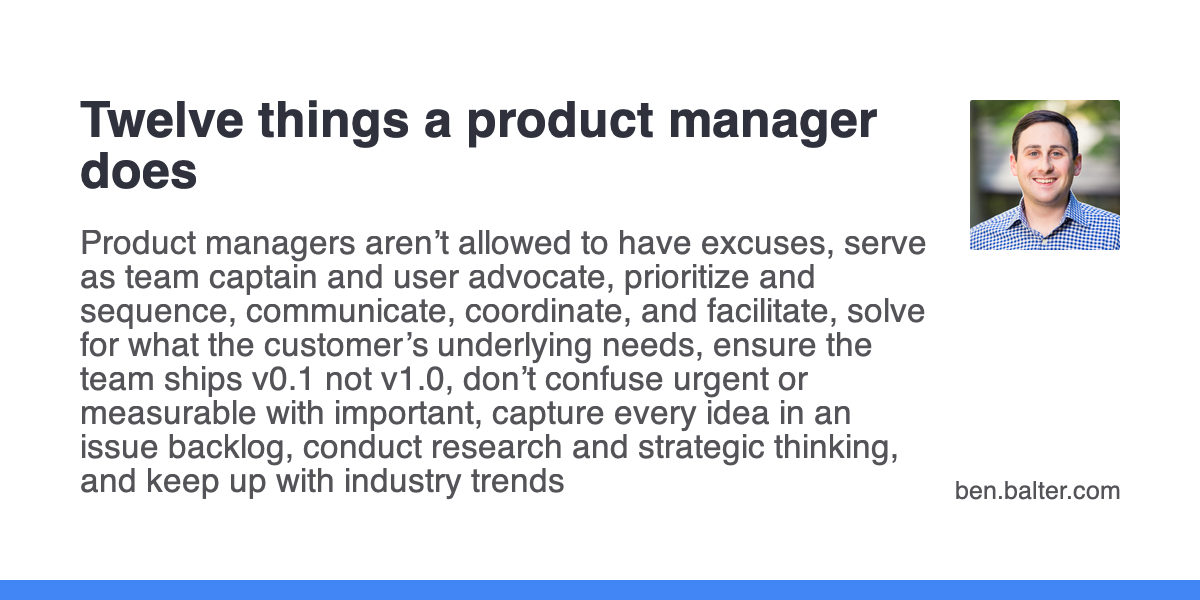 Twelve things a product manager
does
Product managers aren’t allowed to have excuses, serve
as team captain and user advocate, prioritize and
sequence, communicate, coordinate, and facilitate, solve
for what the customer’s underlying needs, ensure the
team ships v0.1 not v1.0, don’t confuse urgent or
measurable with important, capture every idea in an
issue backlog, conduct research and strategic thinking,
and keep up with industry trends
ben.balter.com